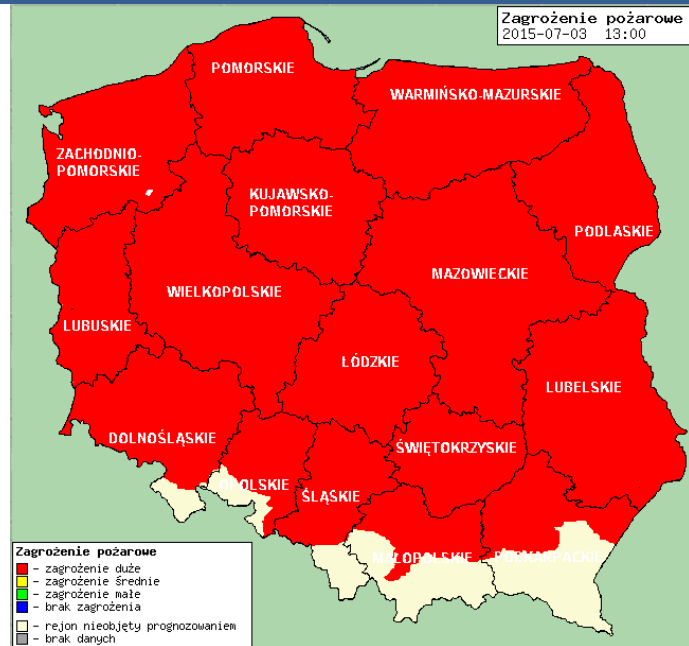 Zagrożenie pożarowe
2015-07-03 13:00
POMORSKIE
WARMIŃSKO-MAZURSKIE
ZACHODNIO-
POMORSKIE
KUJAWSKO-
POMORSKIE
PODLASKIE
MAZOWIECKIE
WIELKOPOLSKIE
LUBUSKIE
ŁÓDZKIE
LUBELSKIE
DOLNOŚLĄSKIE
ŚWIĘTOKRZYSKIE
OPOLSKIE
ŚLĄSKIE
MAŁOPOLSKIE
PODKARPACKIE
Zagrożenie pożarowe
- zagrożenie duże
- zagrożenie średnie
- zagrożenie małe
- brak zagrożenia
- rejon nieobjęty prognozowaniem
- brak danych